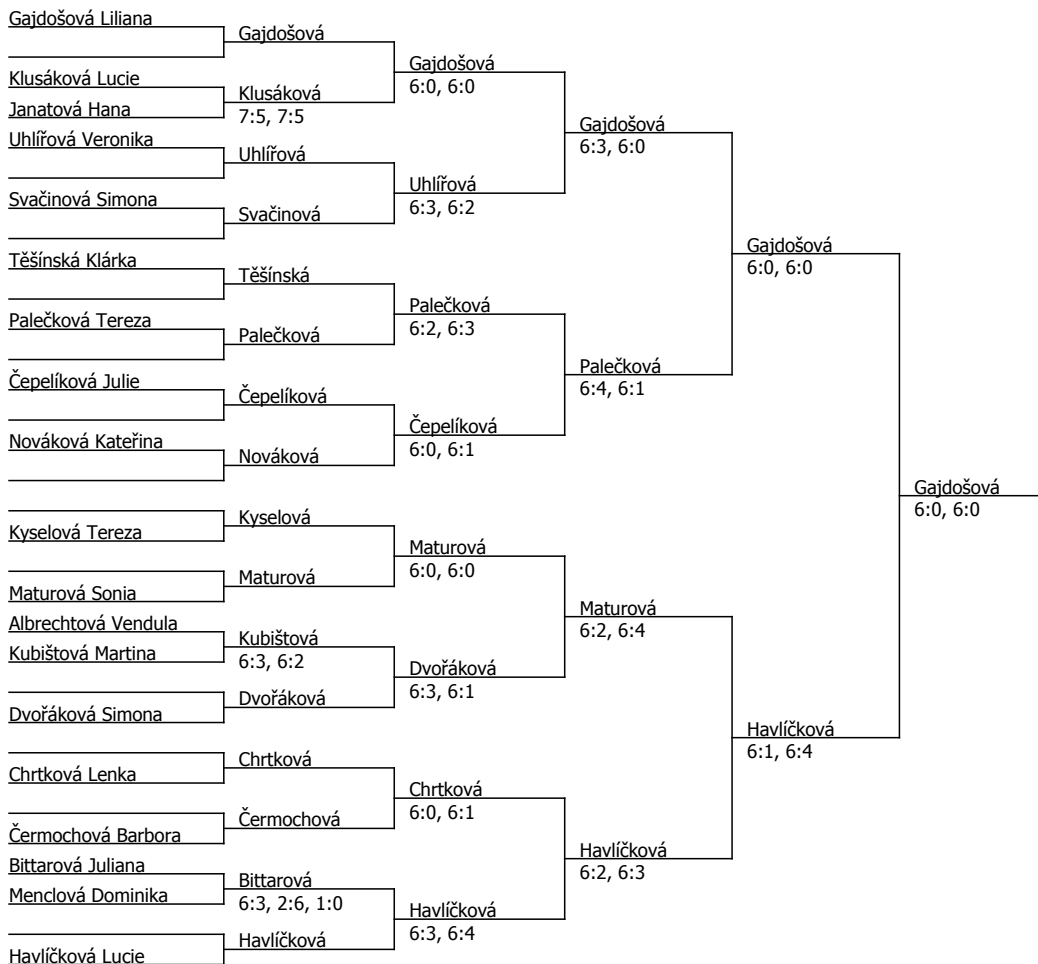 Gajdošová Liliana
Klusáková Lucie
Janatová Hana
Uhlířová Veronika
Svačinová Simona
Těšínská Klárka
Palečková Tereza
Čepelíková Julie
Nováková Kateřina
Kyselová Tereza
Maturová Sonia
Albrechtová Vendula
Kubištová Martina
Dvořáková Simona
Chrtková Lenka
Čermochová Barbora
Bittarová Juliana
Menclová Dominika
Havlíčková Lucie
Gajdošová
Klusáková
7:5, 7:5
Uhlířová
Svačinová
Těšínská
Palečková
Čepelíková
Nováková
Kyselová
Maturová
Kubištová
6:3, 6:2
Dvořáková
Chrtková
Čermochová
Bittarová
6:3, 2:6, 1:0
Havlíčková
Gajdošová
6:0, 6:0
Uhlířová
6:3, 6:2
Palečková
6:2, 6:3
Čepelíková
6:0, 6:1
Maturová
6:0, 6:0
Dvořáková
6:3, 6:1
Chrtková
6:0, 6:1
Havlíčková
6:3, 6:4
Gajdošová
6:3, 6:0
Palečková
6:4, 6:1
Maturová
6:2, 6:4
Havlíčková
6:2, 6:3
Gajdošová
6:0, 6:0
Havlíčková
6:1, 6:4
Gajdošová
6:0, 6:0